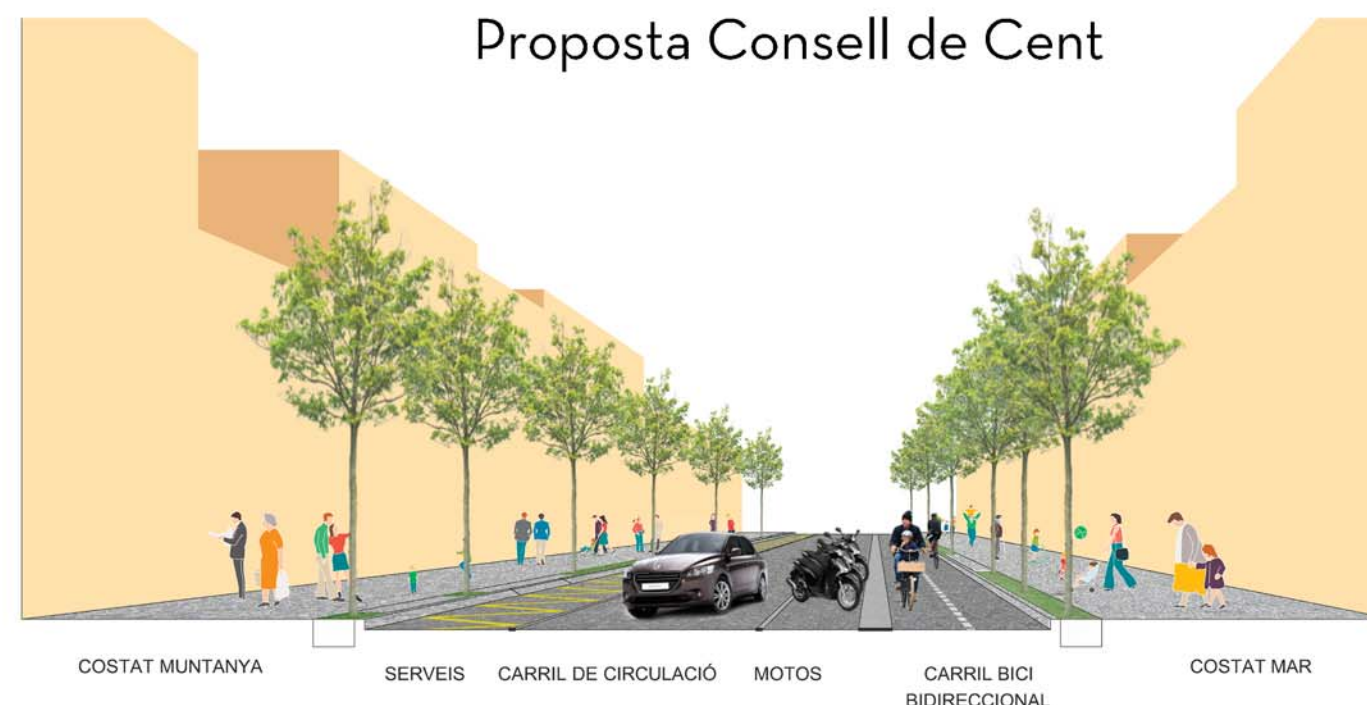 Proposta Consell de Cent
COSTAT MUNTANYA
SERVEIS
CARRIL DE CIRCULACIÓ
MOTOS
CARRIL BICI
BIDIRECCIONAL
COSTAT MAR